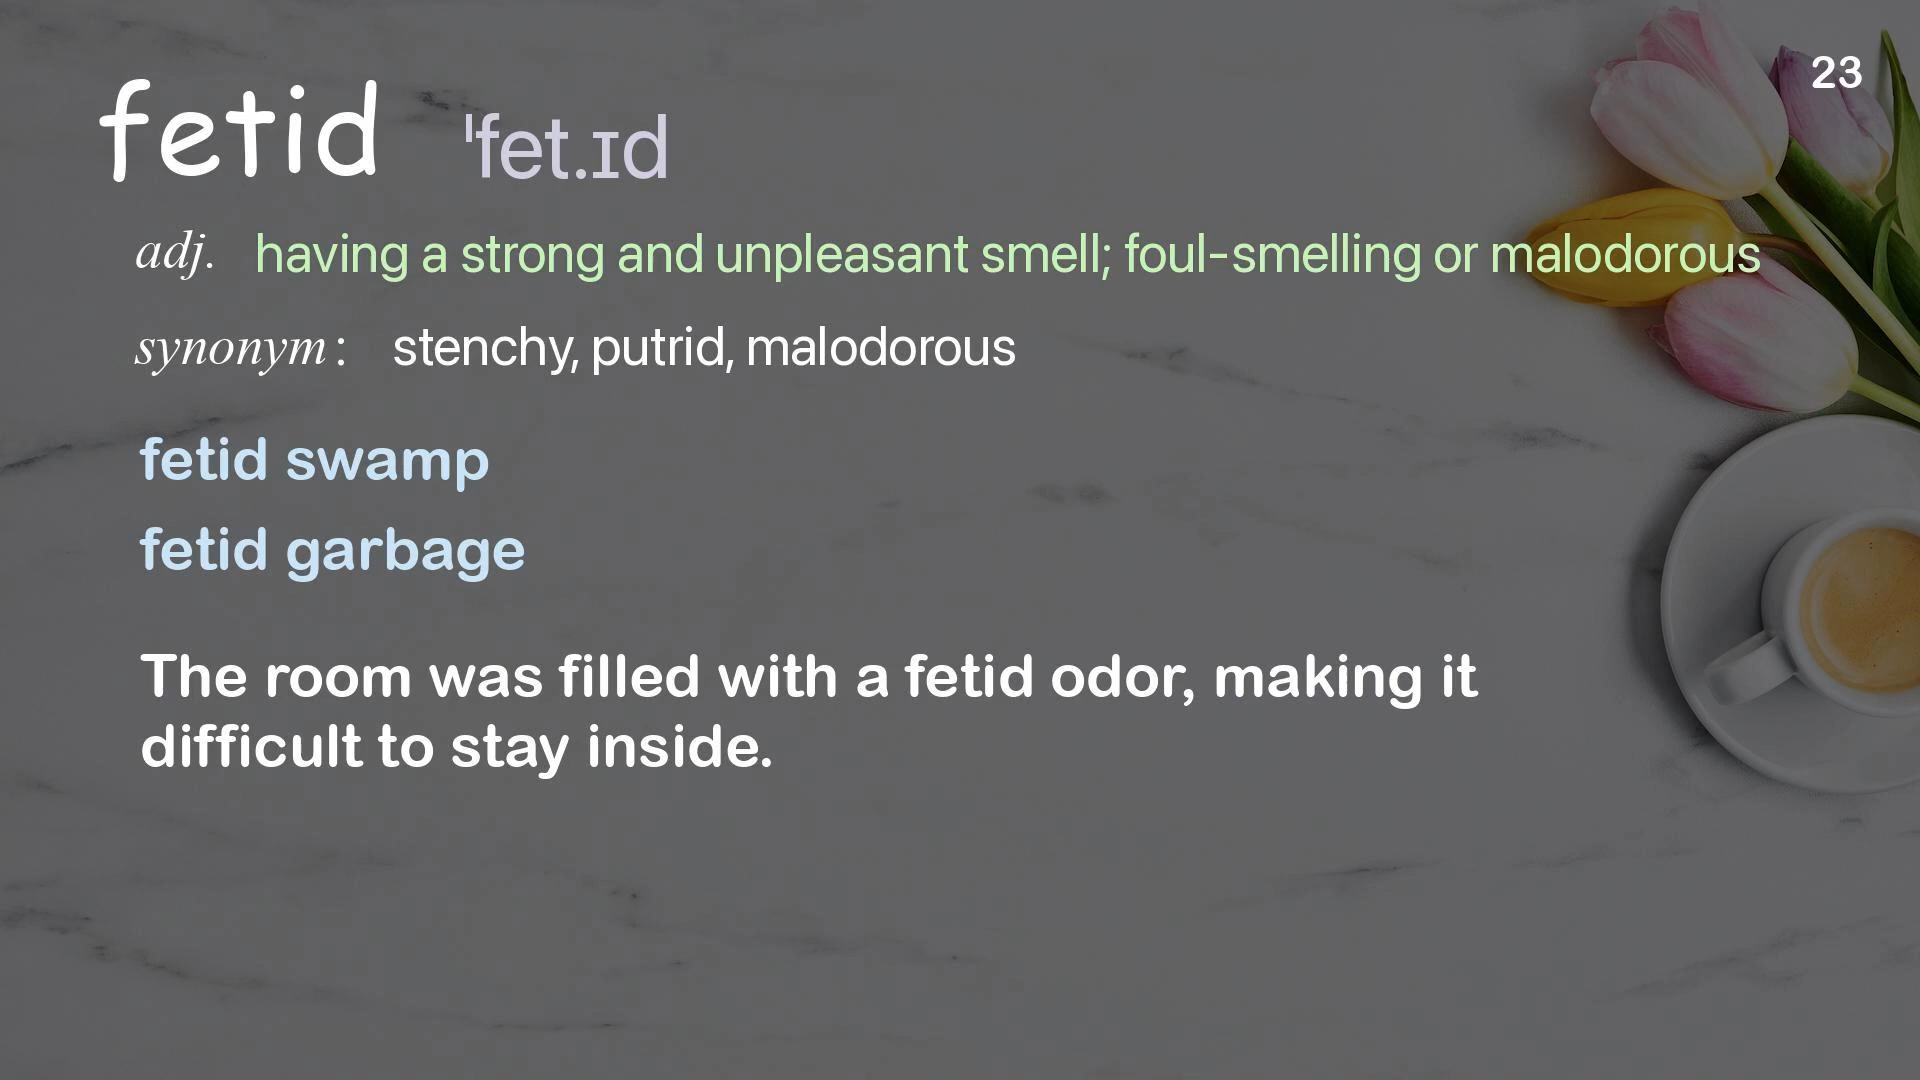 23
fetid ˈfet.ɪd
adj. having a strong and unpleasant smell; foul-smelling or malodorous
synonym: stenchy, putrid, malodorous
fetid swamp
fetid garbage
The room was filled with a fetid odor, making it
difficult to stay inside.